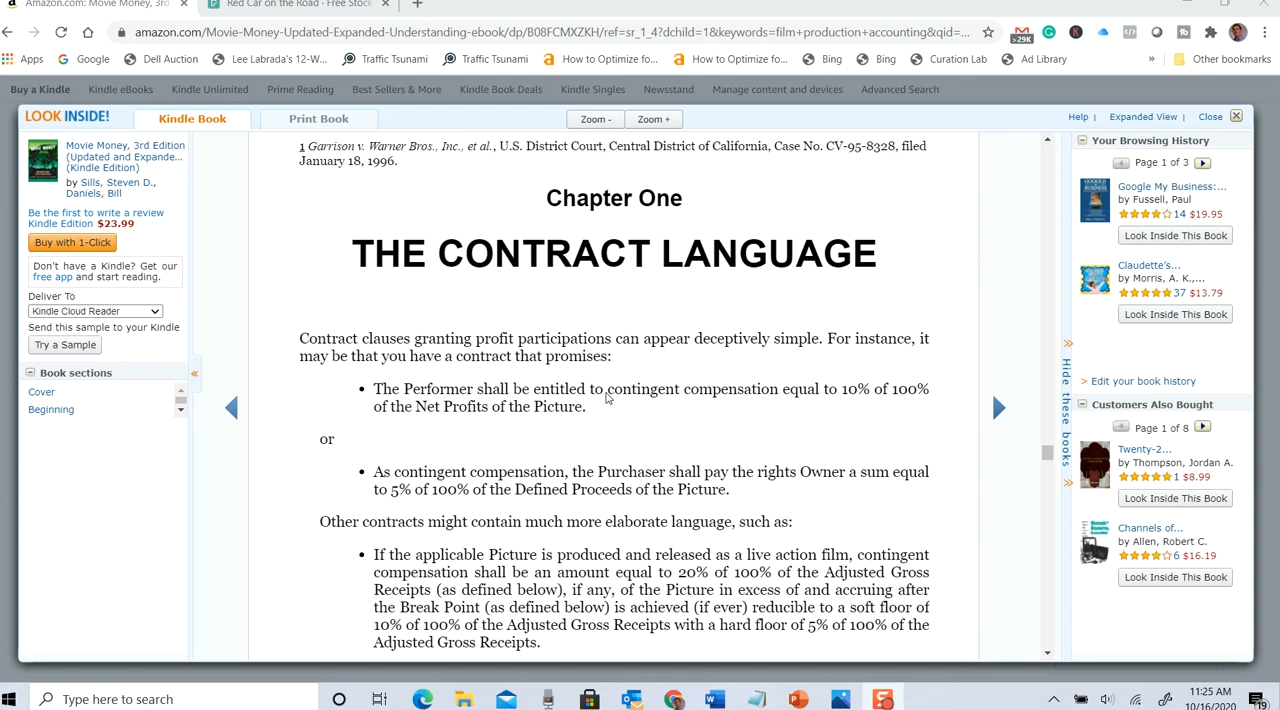 Amazon.com: Movie Money, 3rd
Red Car on the Road - Free Stock
amazon.com/Movie-Money-Updated-Expanded-Understanding-ebook/dp/B08FCMXZKH/ref=sr_1_4?dchild=1&keywords=film+production+accounting&qid=...
>29K
Apps
Google
Dell Auction
Lee Labrada's 12-W...
Traffic Tsunami
Traffic Tsunami
How to Optimize fo...
How to Optimize for...
Bing
Bing
Curation Lab
Ad Library
»
Other bookmarks
Buy a Kindle
Kindle eBooks
Kindle Unlimited
Prime Reading
Best Sellers & More
Kindle Book Deals
Kindle Singles
Newsstand
Manage content and devices
Advanced Search
LOOK INSIDE!
Kindle Book
Print Book
Zoom -
Zoom +
Help |
Expanded View |
Close
Movie Money, 3rd Edition
(Updated and Expande...
(Kindle Edition)
by Sills, Steven D.,
Daniels, Bill
Be the first to write a review
Kindle Edition $23.99
Buy with 1-Click
Don't have a Kindle? Get our
free app and start reading.
Deliver To
Kindle Cloud Reader
Send this sample to your Kindle
Try a Sample
Book sections
Cover
Beginning
1 Garrison v. Warner Bros., Inc., et al., U.S. District Court, Central District of California, Case No. CV-95-8328, filed
January 18, 1996.
Chapter One
THE CONTRACT LANGUAGE
Contract clauses granting profit participations can appear deceptively simple. For instance, it
may be that you have a contract that promises:
• The Performer shall be entitled to contingent compensation equal to 10% of 100%
of the Net Profits of the Picture.
or
• As contingent compensation, the Purchaser shall pay the rights Owner a sum equal
to 5% of 100% of the Defined Proceeds of the Picture.
Other contracts might contain much more elaborate language, such as:
• If the applicable Picture is produced and released as a live action film, contingent
compensation shall be an amount equal to 20% of 100% of the Adjusted Gross
Receipts (as defined below), if any, of the Picture in excess of and accruing after
the Break Point (as defined below) is achieved (if ever) reducible to a soft floor of
10% of 100% of the Adjusted Gross Receipts with a hard floor of 5% of 100% of the
Adjusted Gross Receipts.
Hide these books
Your Browsing History
Page 1 of 3
Google My Business:...
by Fussell, Paul
14 $19.95
Look Inside This Book
Claudette's...
by Morris, A. K.,...
37 $13.79
Look Inside This Book
> Edit your book history
Customers Also Bought
Page 1 of 8
Twenty-2...
by Thompson, Jordan A.
1 $8.99
Look Inside This Book
Channels of...
by Allen, Robert C.
6 $16.19
Look Inside This Book
Type here to search
11:25 AM
10/16/2020
19